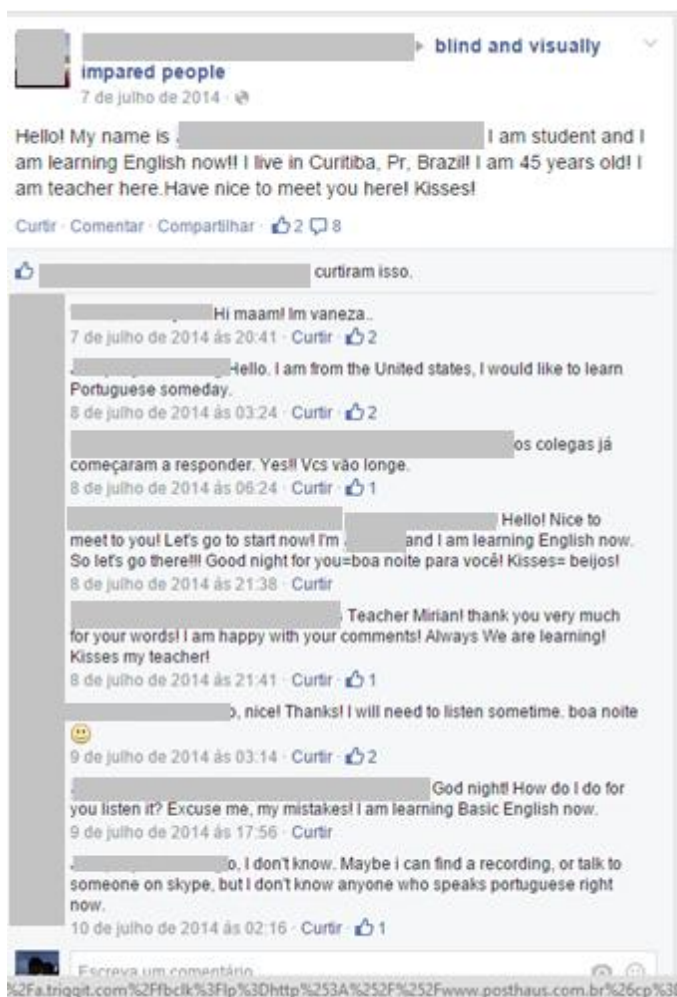 blind and visually
impared people
7 de julho de 2014 ·
Hello! My name is I am student and I
am learning English now!! I live in Curitiba, Pr, Brazil! I am 45 years old! I
am teacher here.Have nice to meet you here! Kisses!
Curtir · Comentar · Compartilhar · 2 8
curtiram isso.
Hi maam! Im vaneza..
7 de julho de 2014 às 20:41 · Curtir · 2
Hello. I am from the United states, I would like to learn
Portuguese someday.
8 de julho de 2014 às 03:24 · Curtir · 2
os colegas já
começaram a responder. Yes!! Vcs vão longe.
8 de julho de 2014 às 06:24 · Curtir · 1
Hello! Nice to
meet to you! Let's go to start now! I'm and I am learning English now.
So let's go there!!! Good night for you=boa noite para você! Kisses= beijos!
8 de julho de 2014 às 21:38 · Curtir
Teacher Mirian! thank you very much
for your words! I am happy with your comments! Always We are learning!
Kisses my teacher!
8 de julho de 2014 às 21:41 · Curtir · 1
o, nice! Thanks! I will need to listen sometime. boa noite
9 de julho de 2014 às 03:14 · Curtir · 2
God night! How do I do for
you listen it? Excuse me, my mistakes! I am learning Basic English now.
9 de julho de 2014 às 17:56 · Curtir
o, I don't know. Maybe i can find a recording, or talk to
someone on skype, but I don't know anyone who speaks portuguese right
now.
10 de julho de 2014 às 02:16 · Curtir · 1
Escreva um comentário
%2Fa.triggit.com%2Ffbclk%3Flp%3Dhttp%253A%252F%252Fwww.posthaus.com.br%26cp%3